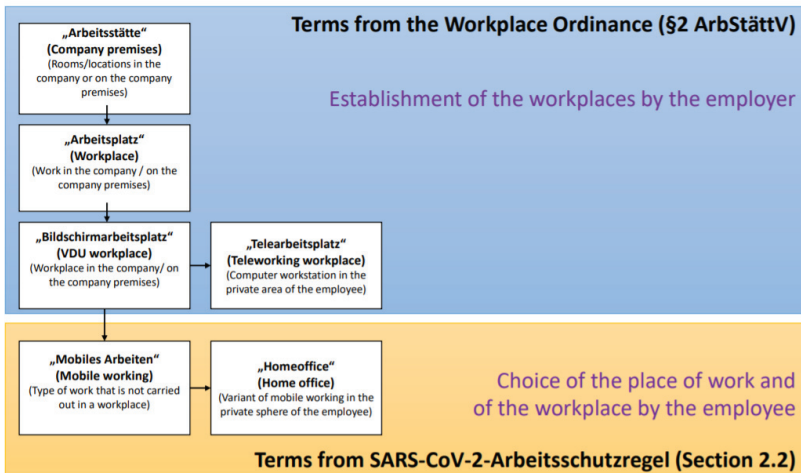 Terms from the Workplace Ordinance (§2 ArbStättV)
„Arbeitsstätte“
(Company premises)
(Rooms/locations in the
company or on the company
premises)
Establishment of the workplaces by the employer
„Arbeitsplatz“
(Workplace)
(Work in the company / on the
company premises)
„Bildschirmarbeitsplatz“
(VDU workplace)
(Workplace in the company/ on
the company premises)
„Telearbeitsplatz“
(Teleworking workplace)
(Computer workstation in the
private area of the employee)
„Mobiles Arbeiten“
(Mobile working)
(Type of work that is not carried
out in a workplace)
„Homeoffice“
(Home office)
(Variant of mobile working in the
private sphere of the employee)
Choice of the place of work and
of the workplace by the employee
Terms from SARS-CoV-2-Arbeitsschutzregel (Section 2.2)